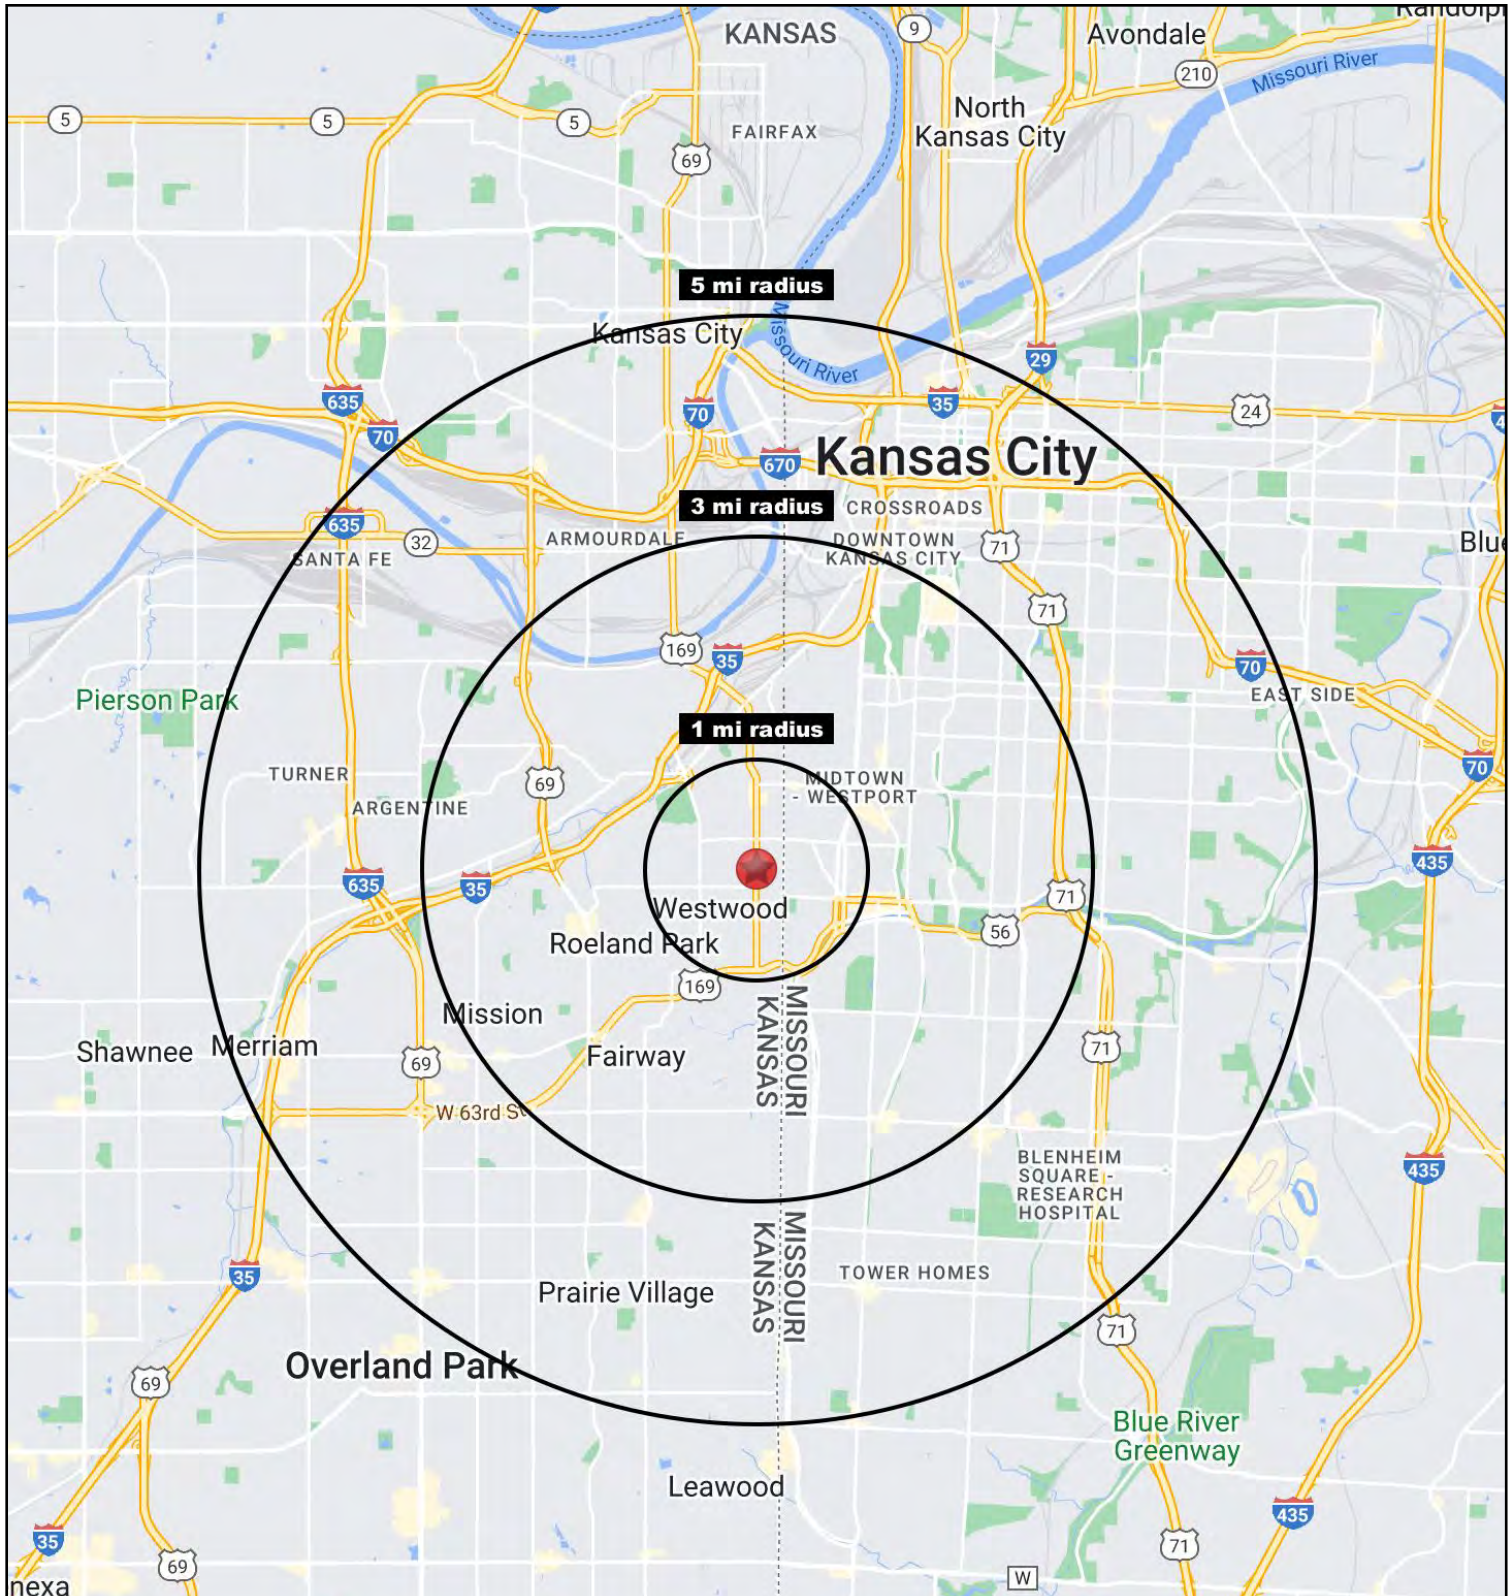 Randolp
KANSAS
9
Avondale
210
Missouri River
North
Kansas City
5
5
5
FAIRFAX
69
5 mi radius
Kansas City
Missouri River
29
635
70
70
35
24
670
Kansas City
3 mi radius
CROSSROADS
635
32
ARMOURDALE
DOWNTOWN
KANSAS CITY
71
Blue
SANTA FE
71
169
35
70
EAST SIDE
Pierson Park
1 mi radius
TURNER
69
MIDTOWN
- WESTPORT
70
ARGENTINE
435
635
35
71
Westwood
56
Roeland Park
169
MISSOURI
KANSAS
Mission
Shawnee
Merriam
69
Fairway
71
W 63rd St
BLENHEIM
SQUARE -
RESEARCH
HOSPITAL
435
MISSOURI
KANSAS
35
Prairie Village
TOWER HOMES
71
Overland Park
69
Blue River
Greenway
Leawood
435
35
69
71
W
nexa